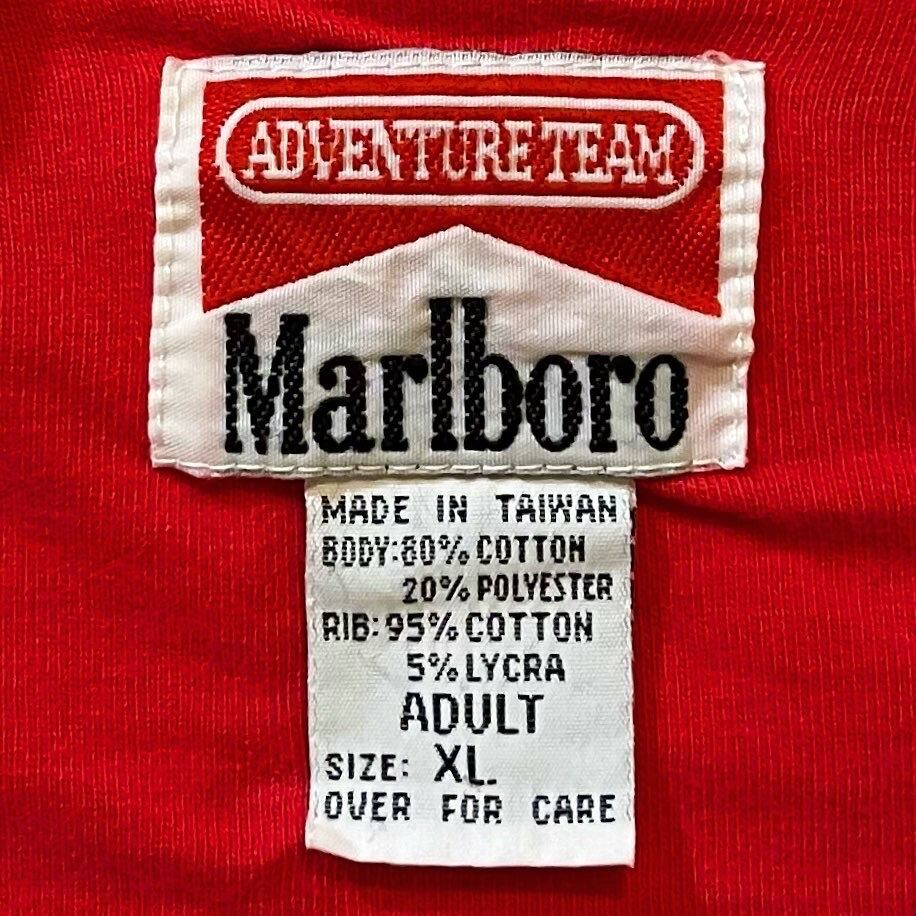 ADVENTURE TEAM
Marlboro
MADE IN TAIWAN
BODY:80% COTTON
20% POLYESTER
RIB:95% COTTON
5% LYCRA
ADULT
SIZE: XL.
OVER FOR CARE